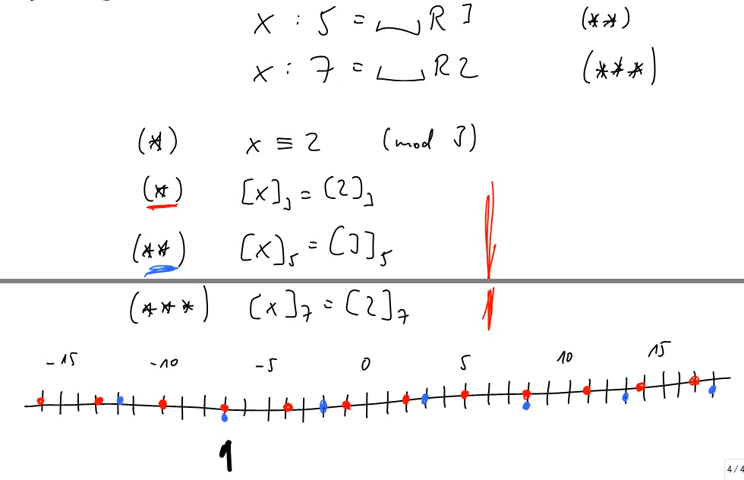 x : 5 = ⎵ R 3 (**)
x : 7 = ⎵ R 2 (***)
(*) x ≡ 2 (mod 3)
(*) [x]₃ = [2]₃
(**) [x]₅ = [3]₅
(***) [x]₇ = [2]₇
-15 -10 -5 0 5 10 15
4 / 4